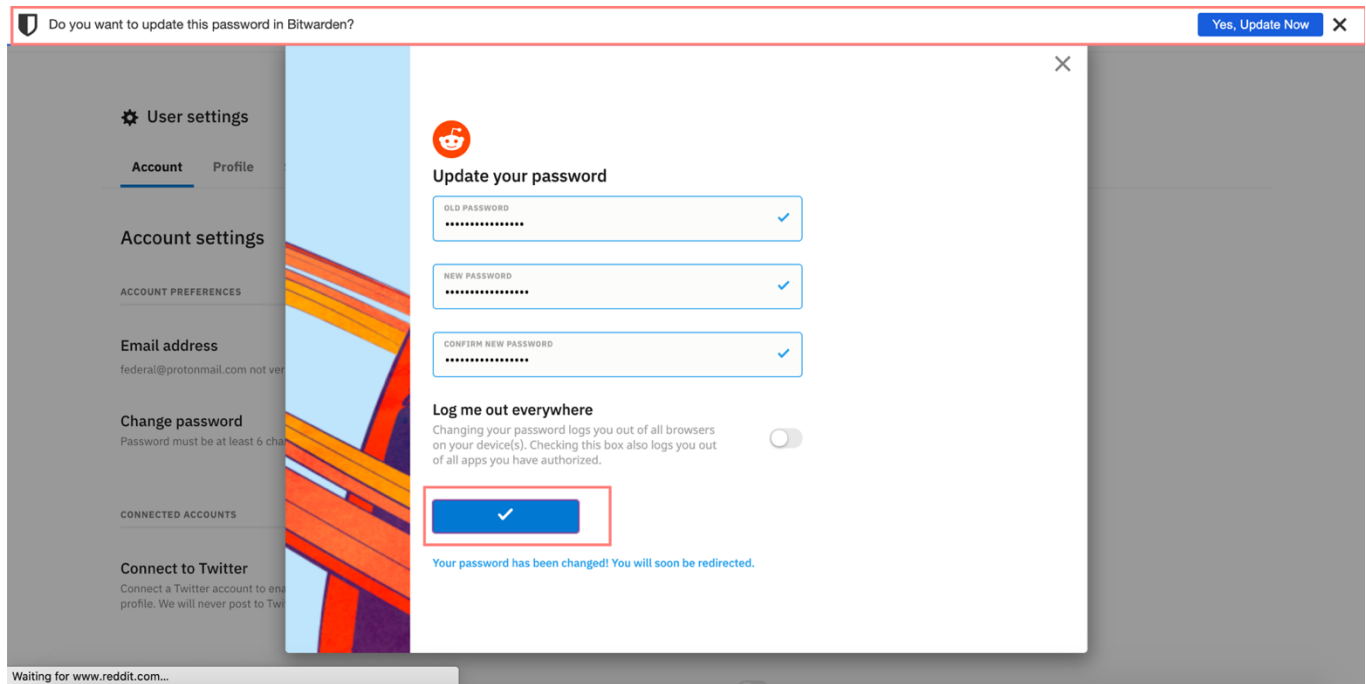 Do you want to update this password in Bitwarden?
Yes, Update Now
User settings
Account
Profile
Account settings
ACCOUNT PREFERENCES
Email address
federal@protonmail.com not
Change password
Password must be at least 6
CONNECTED ACCOUNTS
Connect to Twitter
Connect a Twitter account to
profile. We will never post to
Update your password
OLD PASSWORD
••••••••••••••••
NEW PASSWORD
•••••••••••••••••
CONFIRM NEW PASSWORD
•••••••••••••••••
Log me out everywhere
Changing your password logs you out of all browsers
on your device(s). Checking this box also logs you out
of all apps you have authorized.
Your password has been changed! You will soon be redirected.
Waiting for www.reddit.com...